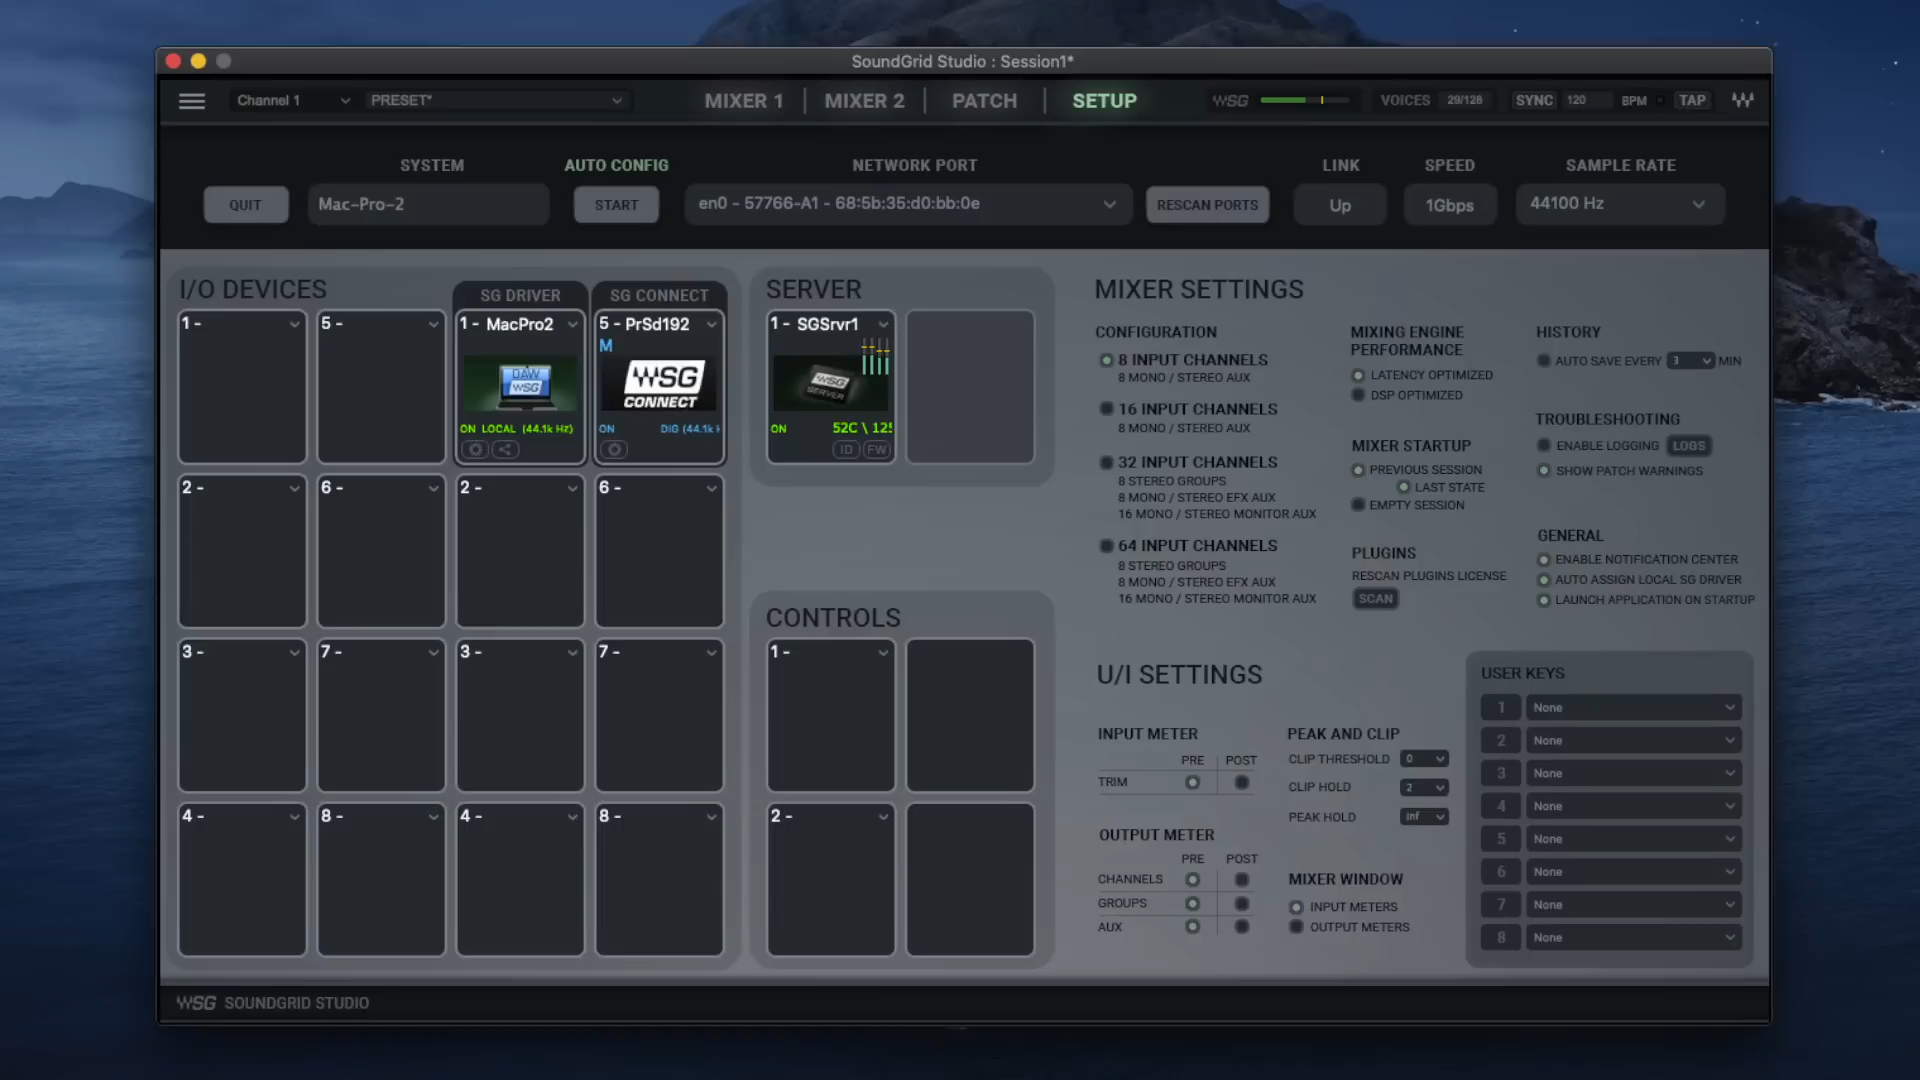 SoundGrid Studio : Session1*
Channel 1
PRESET*
MIXER 1
MIXER 2
PATCH
SETUP
WSG
VOICES
29/128
SYNC
120
BPM
TAP
SYSTEM
AUTO CONFIG
NETWORK PORT
LINK
SPEED
SAMPLE RATE
QUIT
Mac-Pro-2
START
en0 - 57766-A1 - 68:5b:35:d0:bb:0e
RESCAN PORTS
Up
1Gbps
44100 Hz
I/O DEVICES
SG DRIVER
SG CONNECT
1 -
5 -
1 - MacPro2
DAW
WSG
ON LOCAL (44.1k Hz)
5 - PrSd192
M
WSG
CONNECT
ON
DIG (44.1k H
2 -
6 -
2 -
6 -
3 -
7 -
3 -
7 -
4 -
8 -
4 -
8 -
SERVER
1 - SGSrvr1
WSG
SERVER
ON
52C \ 125
ID
FW
CONTROLS
1 -
2 -
MIXER SETTINGS
CONFIGURATION
8 INPUT CHANNELS
8 MONO / STEREO AUX
16 INPUT CHANNELS
8 MONO / STEREO AUX
32 INPUT CHANNELS
8 STEREO GROUPS
8 MONO / STEREO EFX AUX
16 MONO / STEREO MONITOR AUX
64 INPUT CHANNELS
8 STEREO GROUPS
8 MONO / STEREO EFX AUX
16 MONO / STEREO MONITOR AUX
MIXING ENGINE
PERFORMANCE
LATENCY OPTIMIZED
DSP OPTIMIZED
MIXER STARTUP
PREVIOUS SESSION
LAST STATE
EMPTY SESSION
PLUGINS
RESCAN PLUGINS LICENSE
SCAN
HISTORY
AUTO SAVE EVERY
3
MIN
TROUBLESHOOTING
ENABLE LOGGING
LOGS
SHOW PATCH WARNINGS
GENERAL
ENABLE NOTIFICATION CENTER
AUTO ASSIGN LOCAL SG DRIVER
LAUNCH APPLICATION ON STARTUP
U/I SETTINGS
INPUT METER
PRE
POST
TRIM
OUTPUT METER
PRE
POST
CHANNELS
GROUPS
AUX
PEAK AND CLIP
CLIP THRESHOLD
0
CLIP HOLD
2
PEAK HOLD
Inf
MIXER WINDOW
INPUT METERS
OUTPUT METERS
USER KEYS
1 None
2 None
3 None
4 None
5 None
6 None
7 None
8 None
WSG SOUNDGRID STUDIO